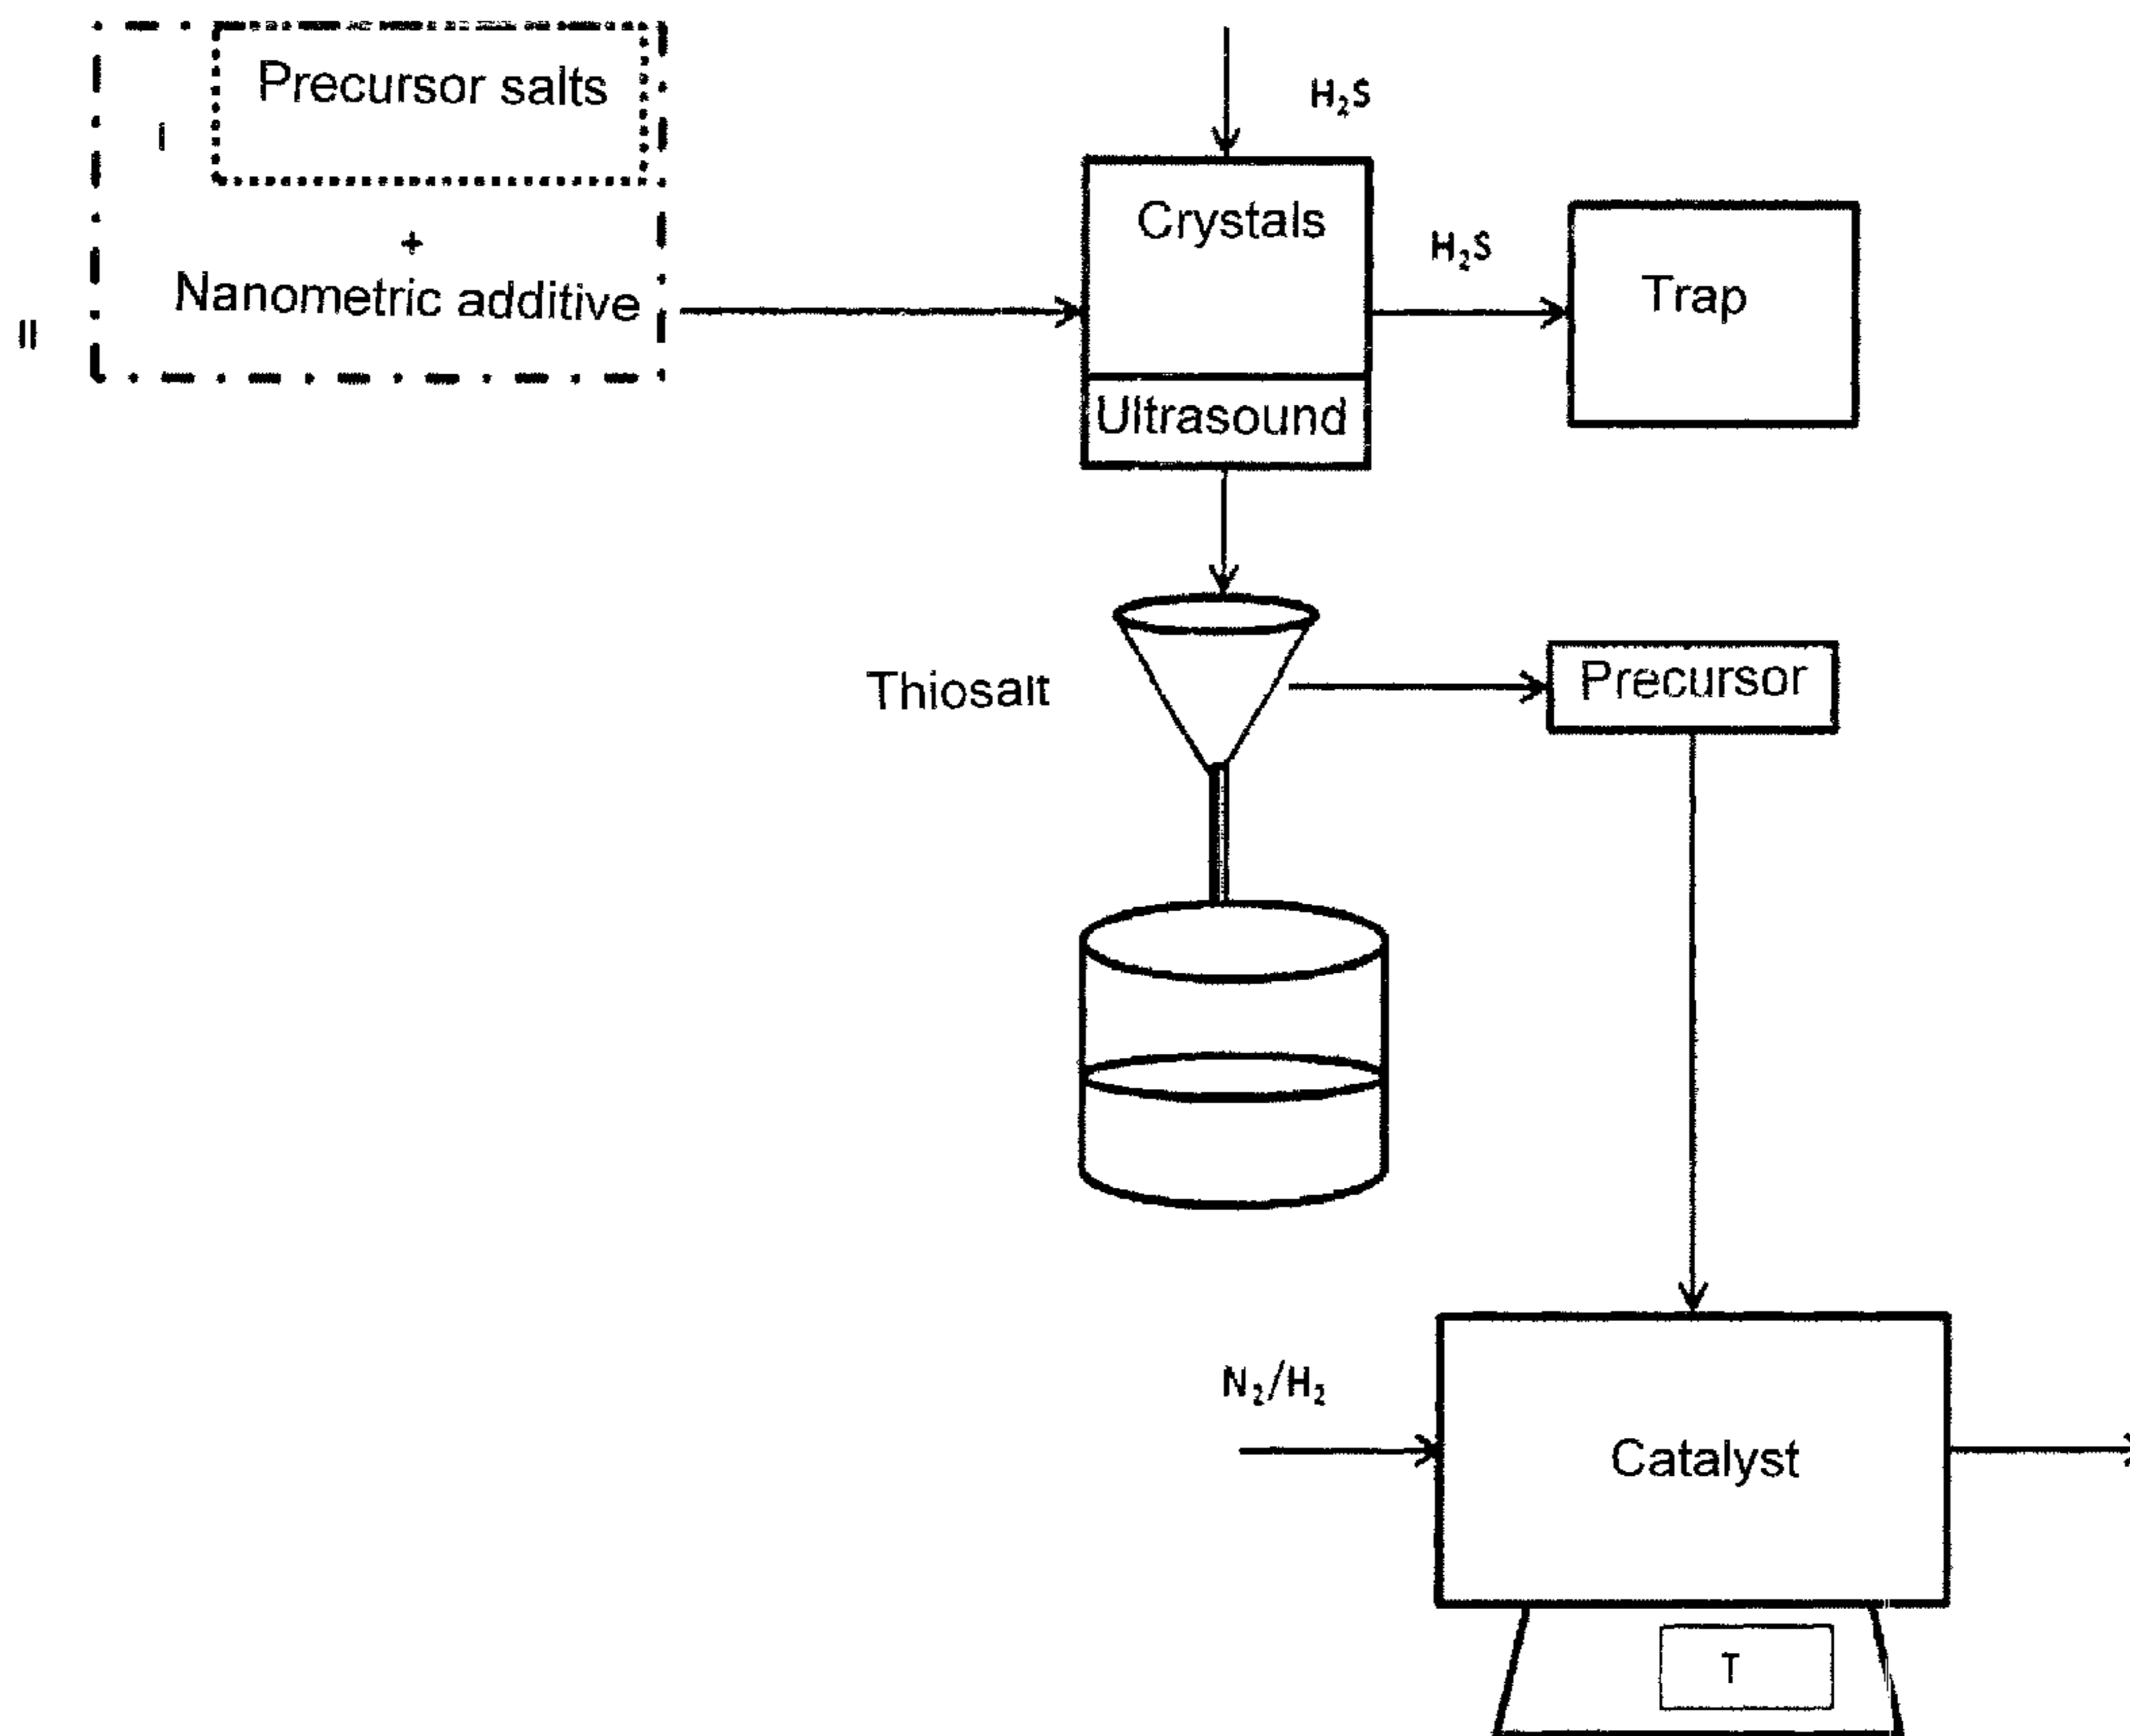 Precursor salts
I
+
Nanometric additive
II
H₂S
Crystals
H₂S
Trap
Ultrasound
Thiosalt
Precursor
N₂/H₂
Catalyst
T